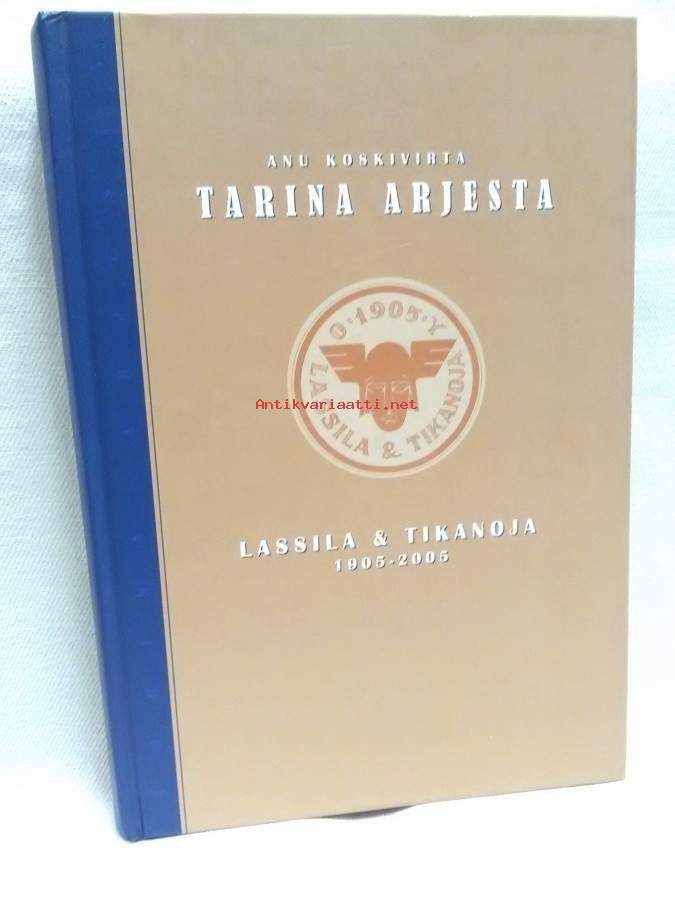 ANU KOSKIVIRTA
TARINA ARJESTA
O·1905·Y
LASSILA & TIKANOJA
Antikvariaatti.net
LASSILA & TIKANOJA
1905-2005